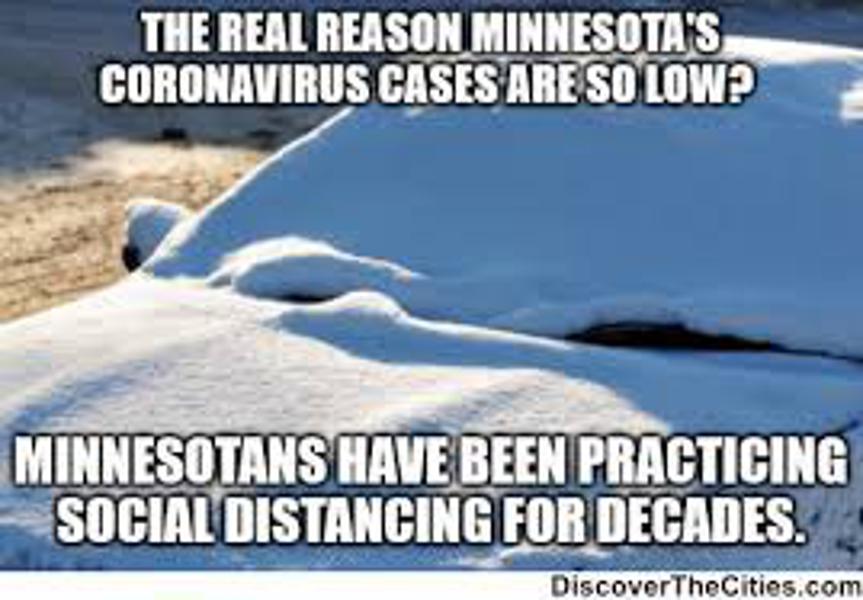 THE REAL REASON MINNESOTA'S
CORONAVIRUS CASES ARE SO LOW?
MINNESOTANS HAVE BEEN PRACTICING
SOCIAL DISTANCING FOR DECADES.
DiscoverTheCities.com